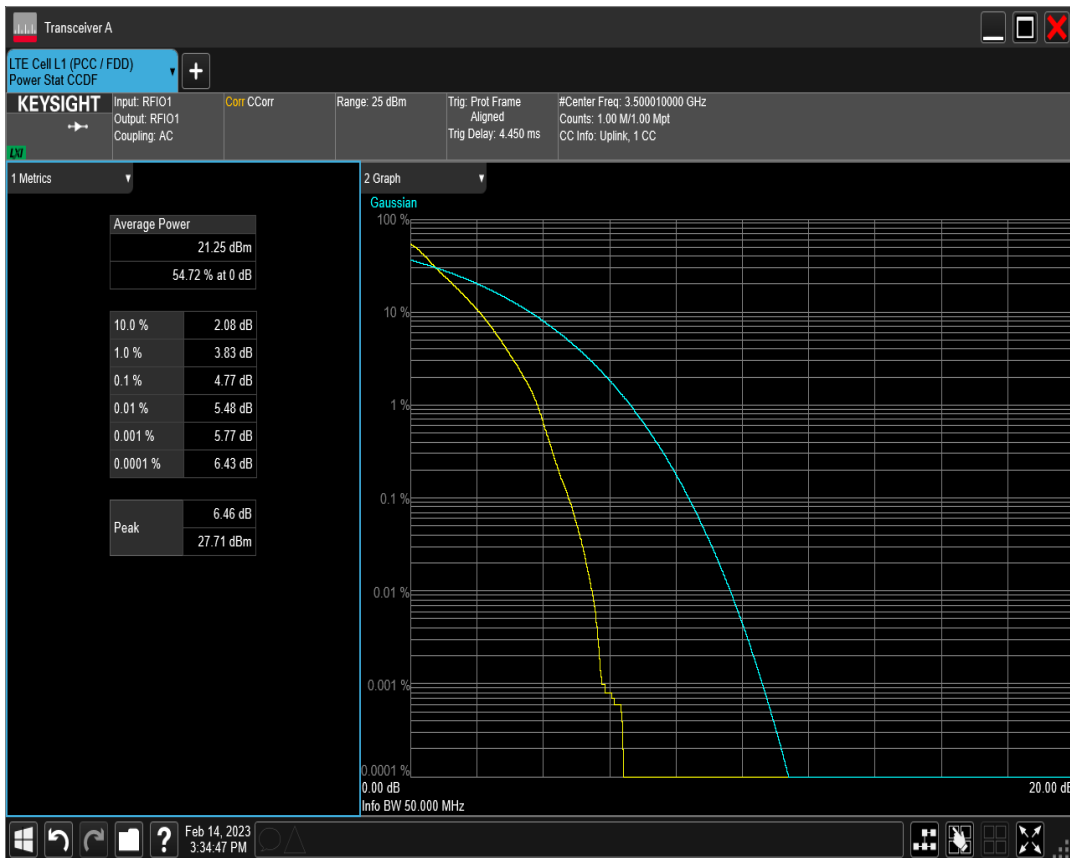 Transceiver A
LTE Cell L1 (PCC / FDD)
Power Stat CCDF
+
KEYSIGHT
LXI
Input: RFIO1
Output: RFIO1
Coupling: AC
Corr CCorr
Range: 25 dBm
Trig: Prot Frame
Aligned
Trig Delay: 4.450 ms
#Center Freq: 3.500010000 GHz
Counts: 1.00 M/1.00 Mpt
CC Info: Uplink, 1 CC
1 Metrics
Average Power
21.25 dBm
54.72 % at 0 dB
10.0 % 2.08 dB
1.0 % 3.83 dB
0.1 % 4.77 dB
0.01 % 5.48 dB
0.001 % 5.77 dB
0.0001 % 6.43 dB
Peak
6.46 dB
27.71 dBm
2 Graph
Gaussian
100 %
10 %
1 %
0.1 %
0.01 %
0.001 %
0.0001 %
0.00 dB 20.00 dB
Info BW 50.000 MHz
?
Feb 14, 2023
3:34:47 PM